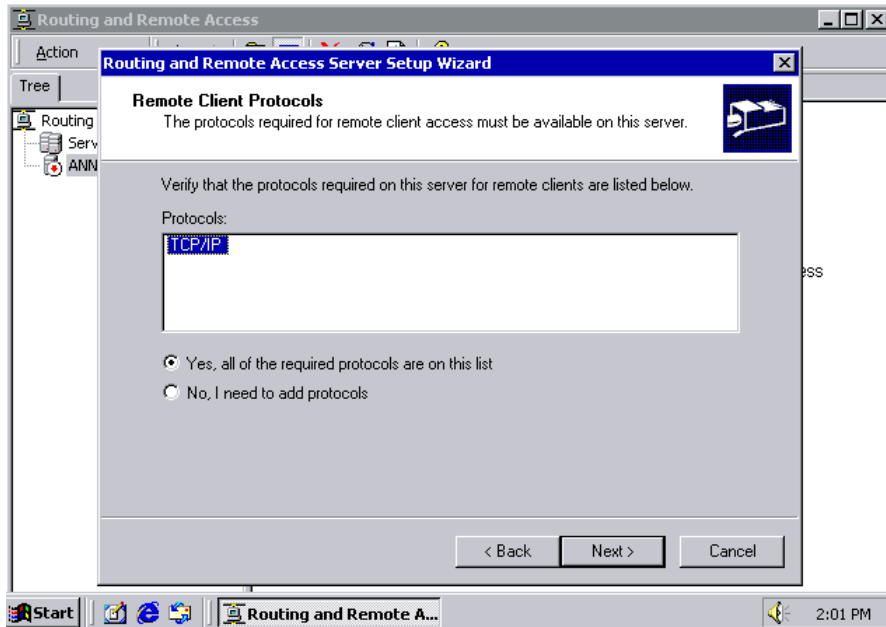 Routing and Remote Access
Action
Routing and Remote Access Server Setup Wizard
Tree
Remote Client Protocols
The protocols required for remote client access must be available on this server.
Routing
Serv
ANN
Verify that the protocols required on this server for remote clients are listed below.
Protocols:
TCP/IP
ess
Yes, all of the required protocols are on this list
No, I need to add protocols
< Back
Next >
Cancel
Start
Routing and Remote A...
2:01 PM